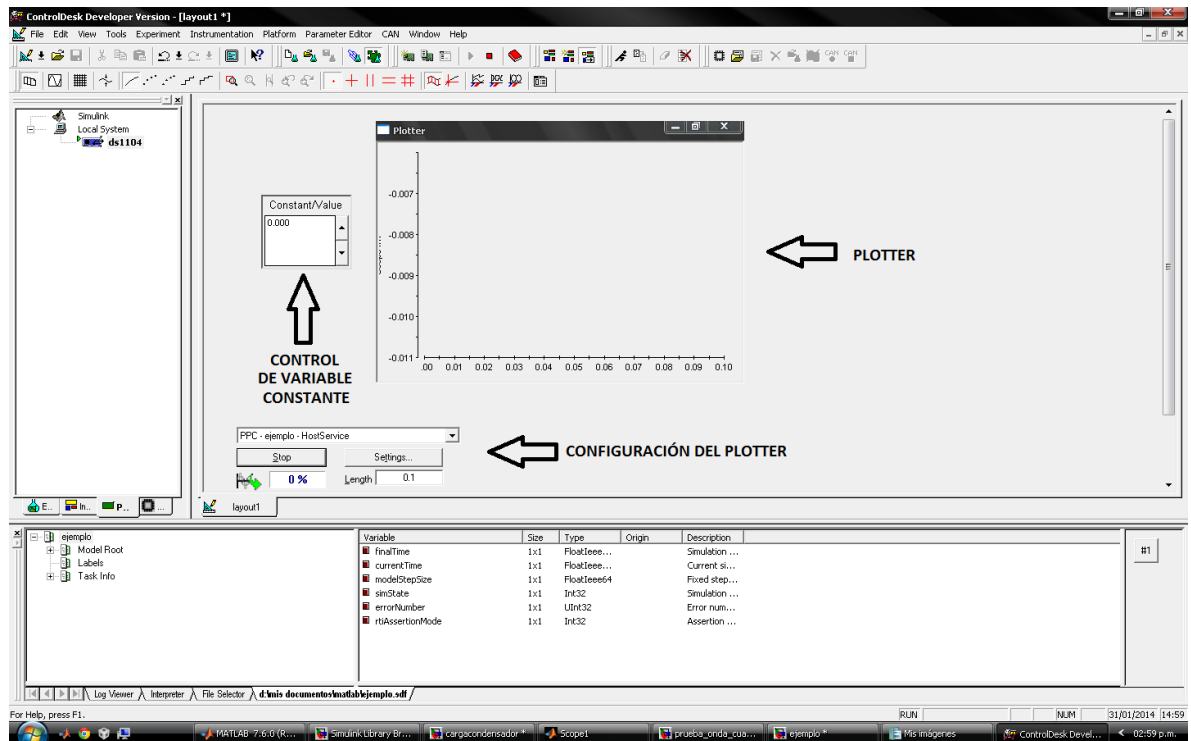 ControlDesk Developer Version - [layout1 *]
File Edit View Tools Experiment Instrumentation Platform Parameter Editor CAN Window Help
CAN CAN
Simulink
Local System
ds1104
Plotter
-0.007
-0.008
-0.009
-0.010
-0.011
.00 0.01 0.02 0.03 0.04 0.05 0.06 0.07 0.08 0.09 0.10
Constant/Value
0.000
PLOTTER
CONTROL
DE VARIABLE
CONSTANTE
PPC - ejemplo - HostService
Stop Settings...
0 % Length 0.1
CONFIGURACIÓN DEL PLOTTER
E.. In.. P.. ...
layout1
ejemplo
Model Root
Labels
Task Info
Variable Size Type Origin Description
finalTime 1x1 FloatIeee... Simulation ...
currentTime 1x1 FloatIeee... Current si...
modelStepSize 1x1 FloatIeee64 Fixed step...
simState 1x1 Int32 Simulation ...
errorNumber 1x1 UInt32 Error num...
rtiAssertionMode 1x1 Int32 Assertion ...
#1
Log Viewer Interpreter File Selector d:\mis documentos\matlab\ejemplo.sdf
For Help, press F1. RUN NUM 31/01/2014 14:59
MATLAB 7.6.0 (R... Simulink Library Br... cargacondensador * Scope1 prueba_onda_cua... ejemplo * Mis imágenes ControlDesk Devel... 02:59 p.m.